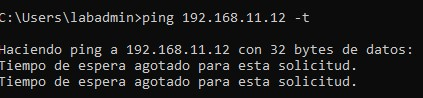 C:\Users\labadmin>ping 192.168.11.12 -t
Haciendo ping a 192.168.11.12 con 32 bytes de datos:
Tiempo de espera agotado para esta solicitud.
Tiempo de espera agotado para esta solicitud.